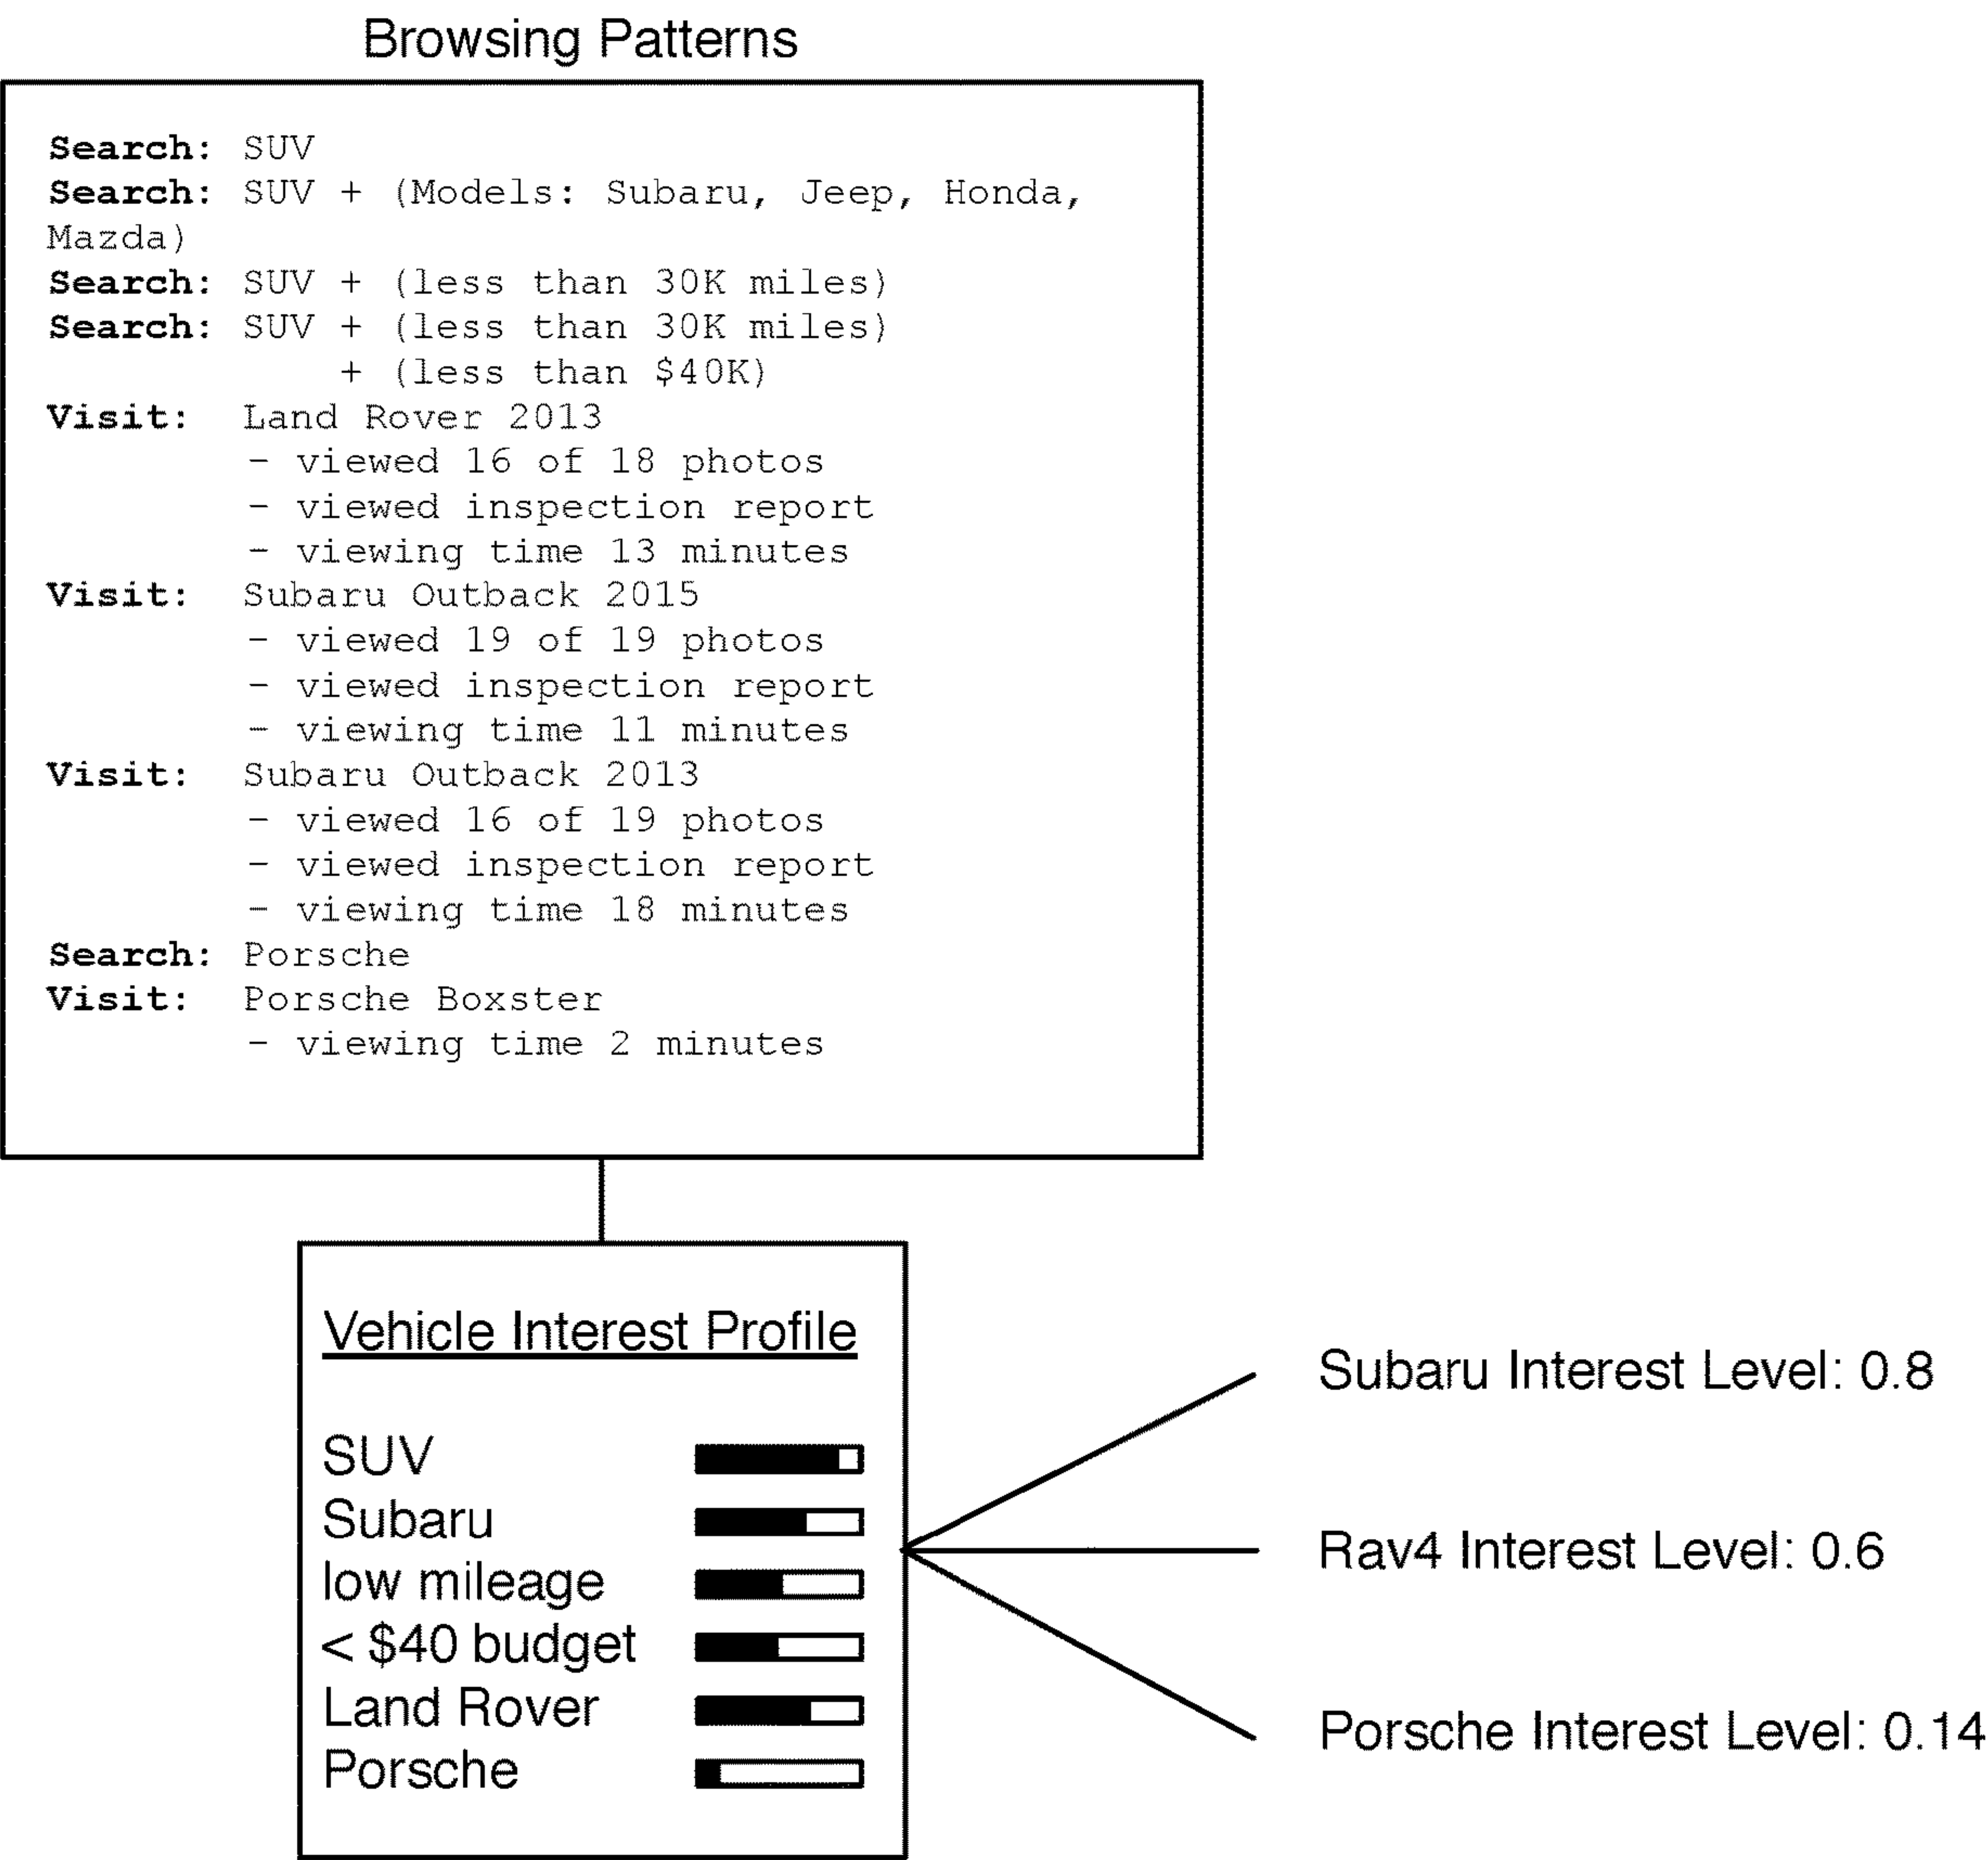 Browsing Patterns
Search: SUV
Search: SUV + (Models: Subaru, Jeep, Honda,
Mazda)
Search: SUV + (less than 30K miles)
Search: SUV + (less than 30K miles)
+ (less than $40K)
Visit: Land Rover 2013
- viewed 16 of 18 photos
- viewed inspection report
- viewing time 13 minutes
Visit: Subaru Outback 2015
- viewed 19 of 19 photos
- viewed inspection report
- viewing time 11 minutes
Visit: Subaru Outback 2013
- viewed 16 of 19 photos
- viewed inspection report
- viewing time 18 minutes
Search: Porsche
Visit: Porsche Boxster
- viewing time 2 minutes
Vehicle Interest Profile
SUV
Subaru
low mileage
< $40 budget
Land Rover
Porsche
Subaru Interest Level: 0.8
Rav4 Interest Level: 0.6
Porsche Interest Level: 0.14